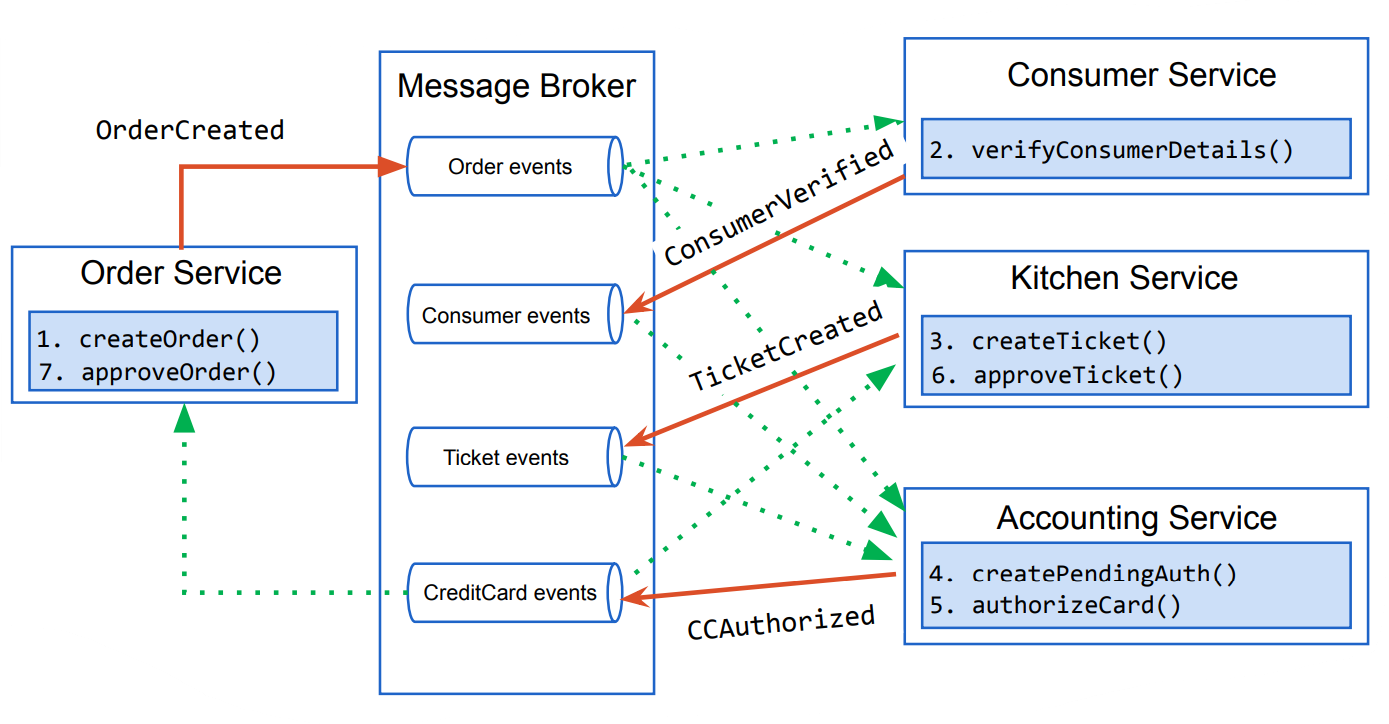 OrderCreated
Order Service
1. createOrder()
7. approveOrder()
Message Broker
Order events
Consumer events
Ticket events
CreditCard events
ConsumerVerified
TicketCreated
CCAuthorized
Consumer Service
2. verifyConsumerDetails()
Kitchen Service
3. createTicket()
6. approveTicket()
Accounting Service
4. createPendingAuth()
5. authorizeCard()